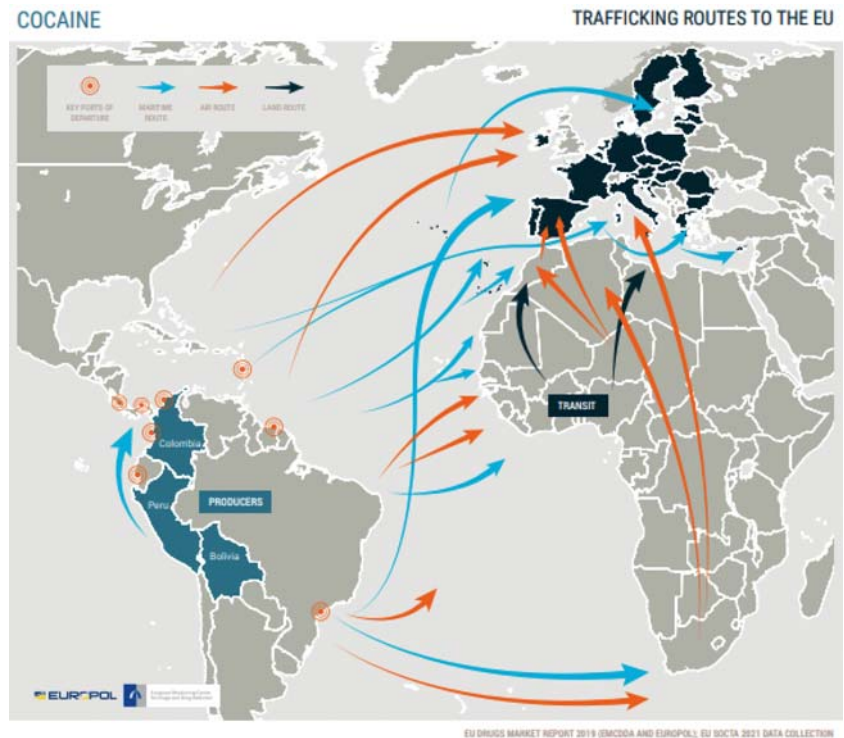 COCAINE
TRAFFICKING ROUTES TO THE EU
KEY PORTS OF DEPARTURE
MARITIME ROUTE
AIR ROUTE
LAND ROUTE
TRANSIT
Colombia
PRODUCERS
Peru
Bolivia
EUROPOL
EU DRUGS MARKET REPORT 2019 (EMCDDA AND EUROPOL); EU SOCTA 2021 DATA COLLECTION